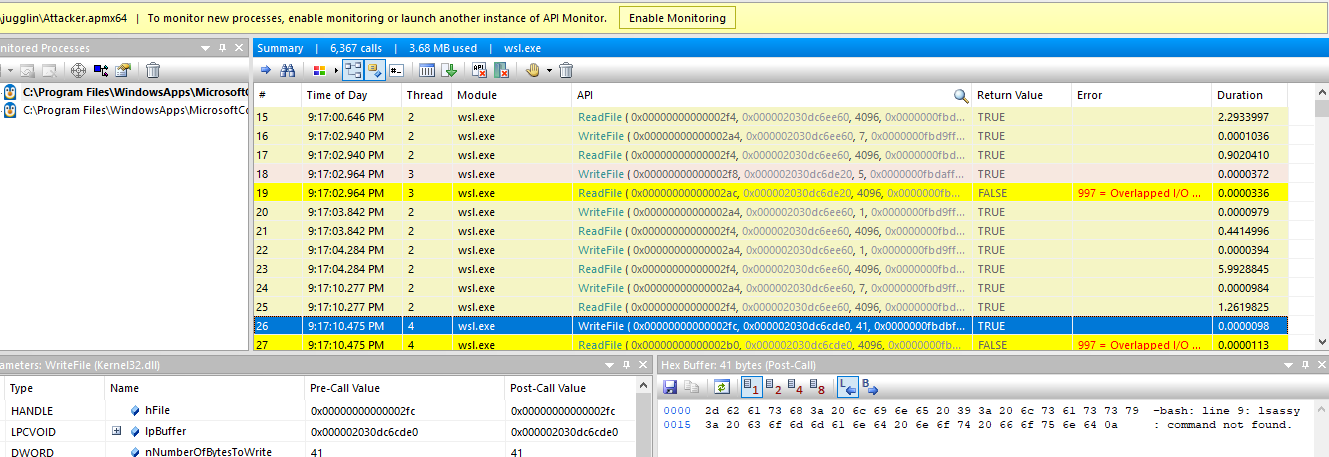 \jugglin\Attacker.apmx64 | To monitor new processes, enable monitoring or launch another instance of API Monitor. Enable Monitoring
nitored Processes
Summary | 6,367 calls | 3.68 MB used | wsl.exe
C:\Program Files\WindowsApps\MicrosoftCo
C:\Program Files\WindowsApps\MicrosoftCo
# Time of Day Thread Module API Return Value Error Duration
15 9:17:00.646 PM 2 wsl.exe ReadFile ( 0x00000000000002f4, 0x000002030dc6ee60, 4096, 0x0000000fbd... TRUE 2.2933997
16 9:17:02.940 PM 2 wsl.exe WriteFile ( 0x00000000000002a4, 0x000002030dc6ee60, 7, 0x0000000fbd9ff... TRUE 0.0001036
17 9:17:02.940 PM 2 wsl.exe ReadFile ( 0x00000000000002f4, 0x000002030dc6ee60, 4096, 0x0000000fbd... TRUE 0.9020410
18 9:17:02.964 PM 3 wsl.exe WriteFile ( 0x00000000000002f8, 0x000002030dc6de20, 5, 0x0000000fbdaff... TRUE 0.0000372
19 9:17:02.964 PM 3 wsl.exe ReadFile ( 0x00000000000002ac, 0x000002030dc6de20, 4096, 0x0000000fb... FALSE 997 = Overlapped I/O ... 0.0000336
20 9:17:03.842 PM 2 wsl.exe WriteFile ( 0x00000000000002a4, 0x000002030dc6ee60, 1, 0x0000000fbd9ff... TRUE 0.0000979
21 9:17:03.842 PM 2 wsl.exe ReadFile ( 0x00000000000002f4, 0x000002030dc6ee60, 4096, 0x0000000fbd... TRUE 0.4414996
22 9:17:04.284 PM 2 wsl.exe WriteFile ( 0x00000000000002a4, 0x000002030dc6ee60, 1, 0x0000000fbd9ff... TRUE 0.0000394
23 9:17:04.284 PM 2 wsl.exe ReadFile ( 0x00000000000002f4, 0x000002030dc6ee60, 4096, 0x0000000fbd... TRUE 5.9928845
24 9:17:10.277 PM 2 wsl.exe WriteFile ( 0x00000000000002a4, 0x000002030dc6ee60, 7, 0x0000000fbd9ff... TRUE 0.0000984
25 9:17:10.277 PM 2 wsl.exe ReadFile ( 0x00000000000002f4, 0x000002030dc6ee60, 4096, 0x0000000fbd... TRUE 1.2619825
26 9:17:10.475 PM 4 wsl.exe WriteFile ( 0x00000000000002fc, 0x000002030dc6cde0, 41, 0x0000000fbdbf... TRUE 0.0000098
27 9:17:10.475 PM 4 wsl.exe ReadFile ( 0x00000000000002b0, 0x000002030dc6cde0, 4096, 0x0000000fb... FALSE 997 = Overlapped I/O ... 0.0000113
ameters: WriteFile (Kernel32.dll)
Type Name Pre-Call Value Post-Call Value
HANDLE hFile 0x00000000000002fc 0x00000000000002fc
LPCVOID lpBuffer 0x000002030dc6cde0 0x000002030dc6cde0
DWORD nNumberOfBytesToWrite 41 41
Hex Buffer: 41 bytes (Post-Call)
1 2 4 8 L B
0000 2d 62 61 73 68 3a 20 6c 69 6e 65 20 39 3a 20 6c 73 61 73 73 79 -bash: line 9: lsassy
0015 3a 20 63 6f 6d 6d 61 6e 64 20 6e 6f 74 20 66 6f 75 6e 64 0a : command not found.